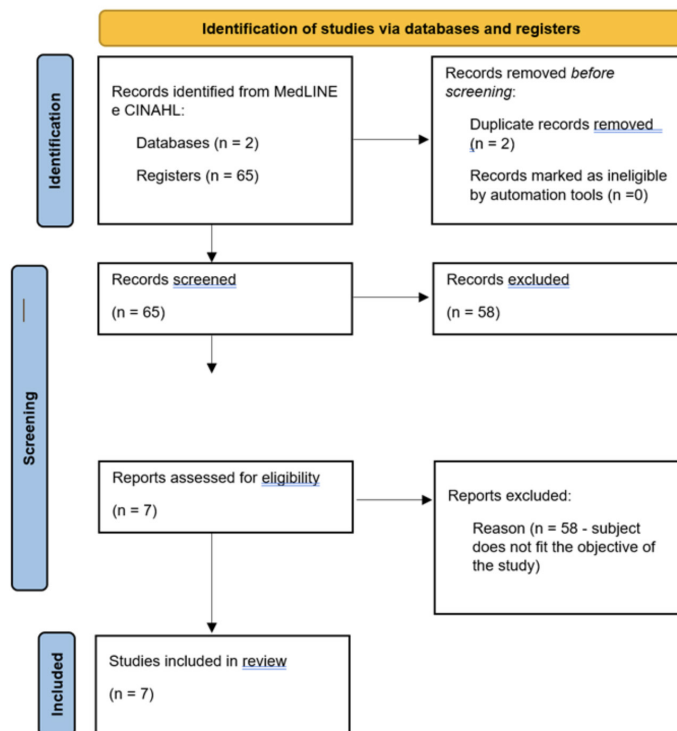 Identification of studies via databases and registers
Identification
Records identified from MedLINE
e CINAHL:
Databases (n = 2)
Registers (n = 65)
Records removed before
screening:
Duplicate records removed
(n = 2)
Records marked as ineligible
by automation tools (n =0)
Screening
Records screened
(n = 65)
Records excluded
(n = 58)
Reports assessed for eligibility
(n = 7)
Reports excluded:
Reason (n = 58 - subject
does not fit the objective of
the study)
Included
Studies included in review
(n = 7)